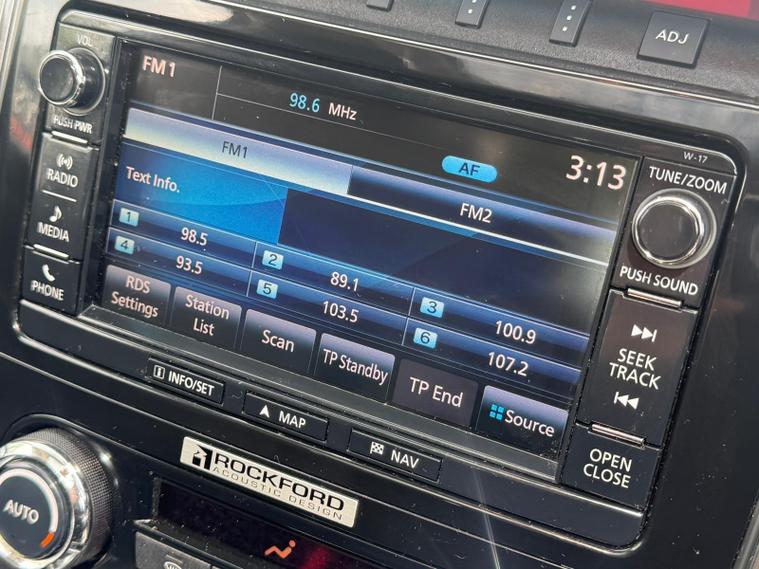 ADJ
VOL
PUSH PWR
RADIO
MEDIA
PHONE
FM1
98.6 MHz
FM1
AF
3:13
FM2
Text Info.
1 98.5
2 89.1
3 100.9
4 93.5
5 103.5
6 107.2
RDS
Settings
Station
List
Scan
TP Standby
TP End
Source
W-17
TUNE/ZOOM
PUSH SOUND
SEEK
TRACK
OPEN
CLOSE
INFO/SET
MAP
NAV
ROCKFORD
ACOUSTIC DESIGN
AUTO